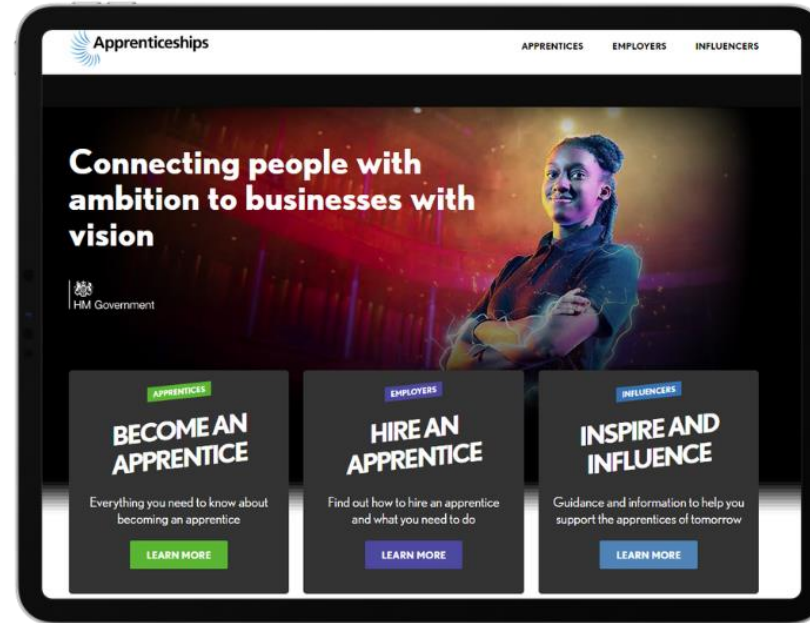 Apprenticeships
APPRENTICES EMPLOYERS INFLUENCERS
Connecting people with
ambition to businesses with
vision
HM Government
APPRENTICES
BECOME AN
APPRENTICE
Everything you need to know about
becoming an apprentice
LEARN MORE
EMPLOYERS
HIRE AN
APPRENTICE
Find out how to hire an apprentice
and what you need to do
LEARN MORE
INFLUENCERS
INSPIRE AND
INFLUENCE
Guidance and information to help you
support the apprentices of tomorrow
LEARN MORE